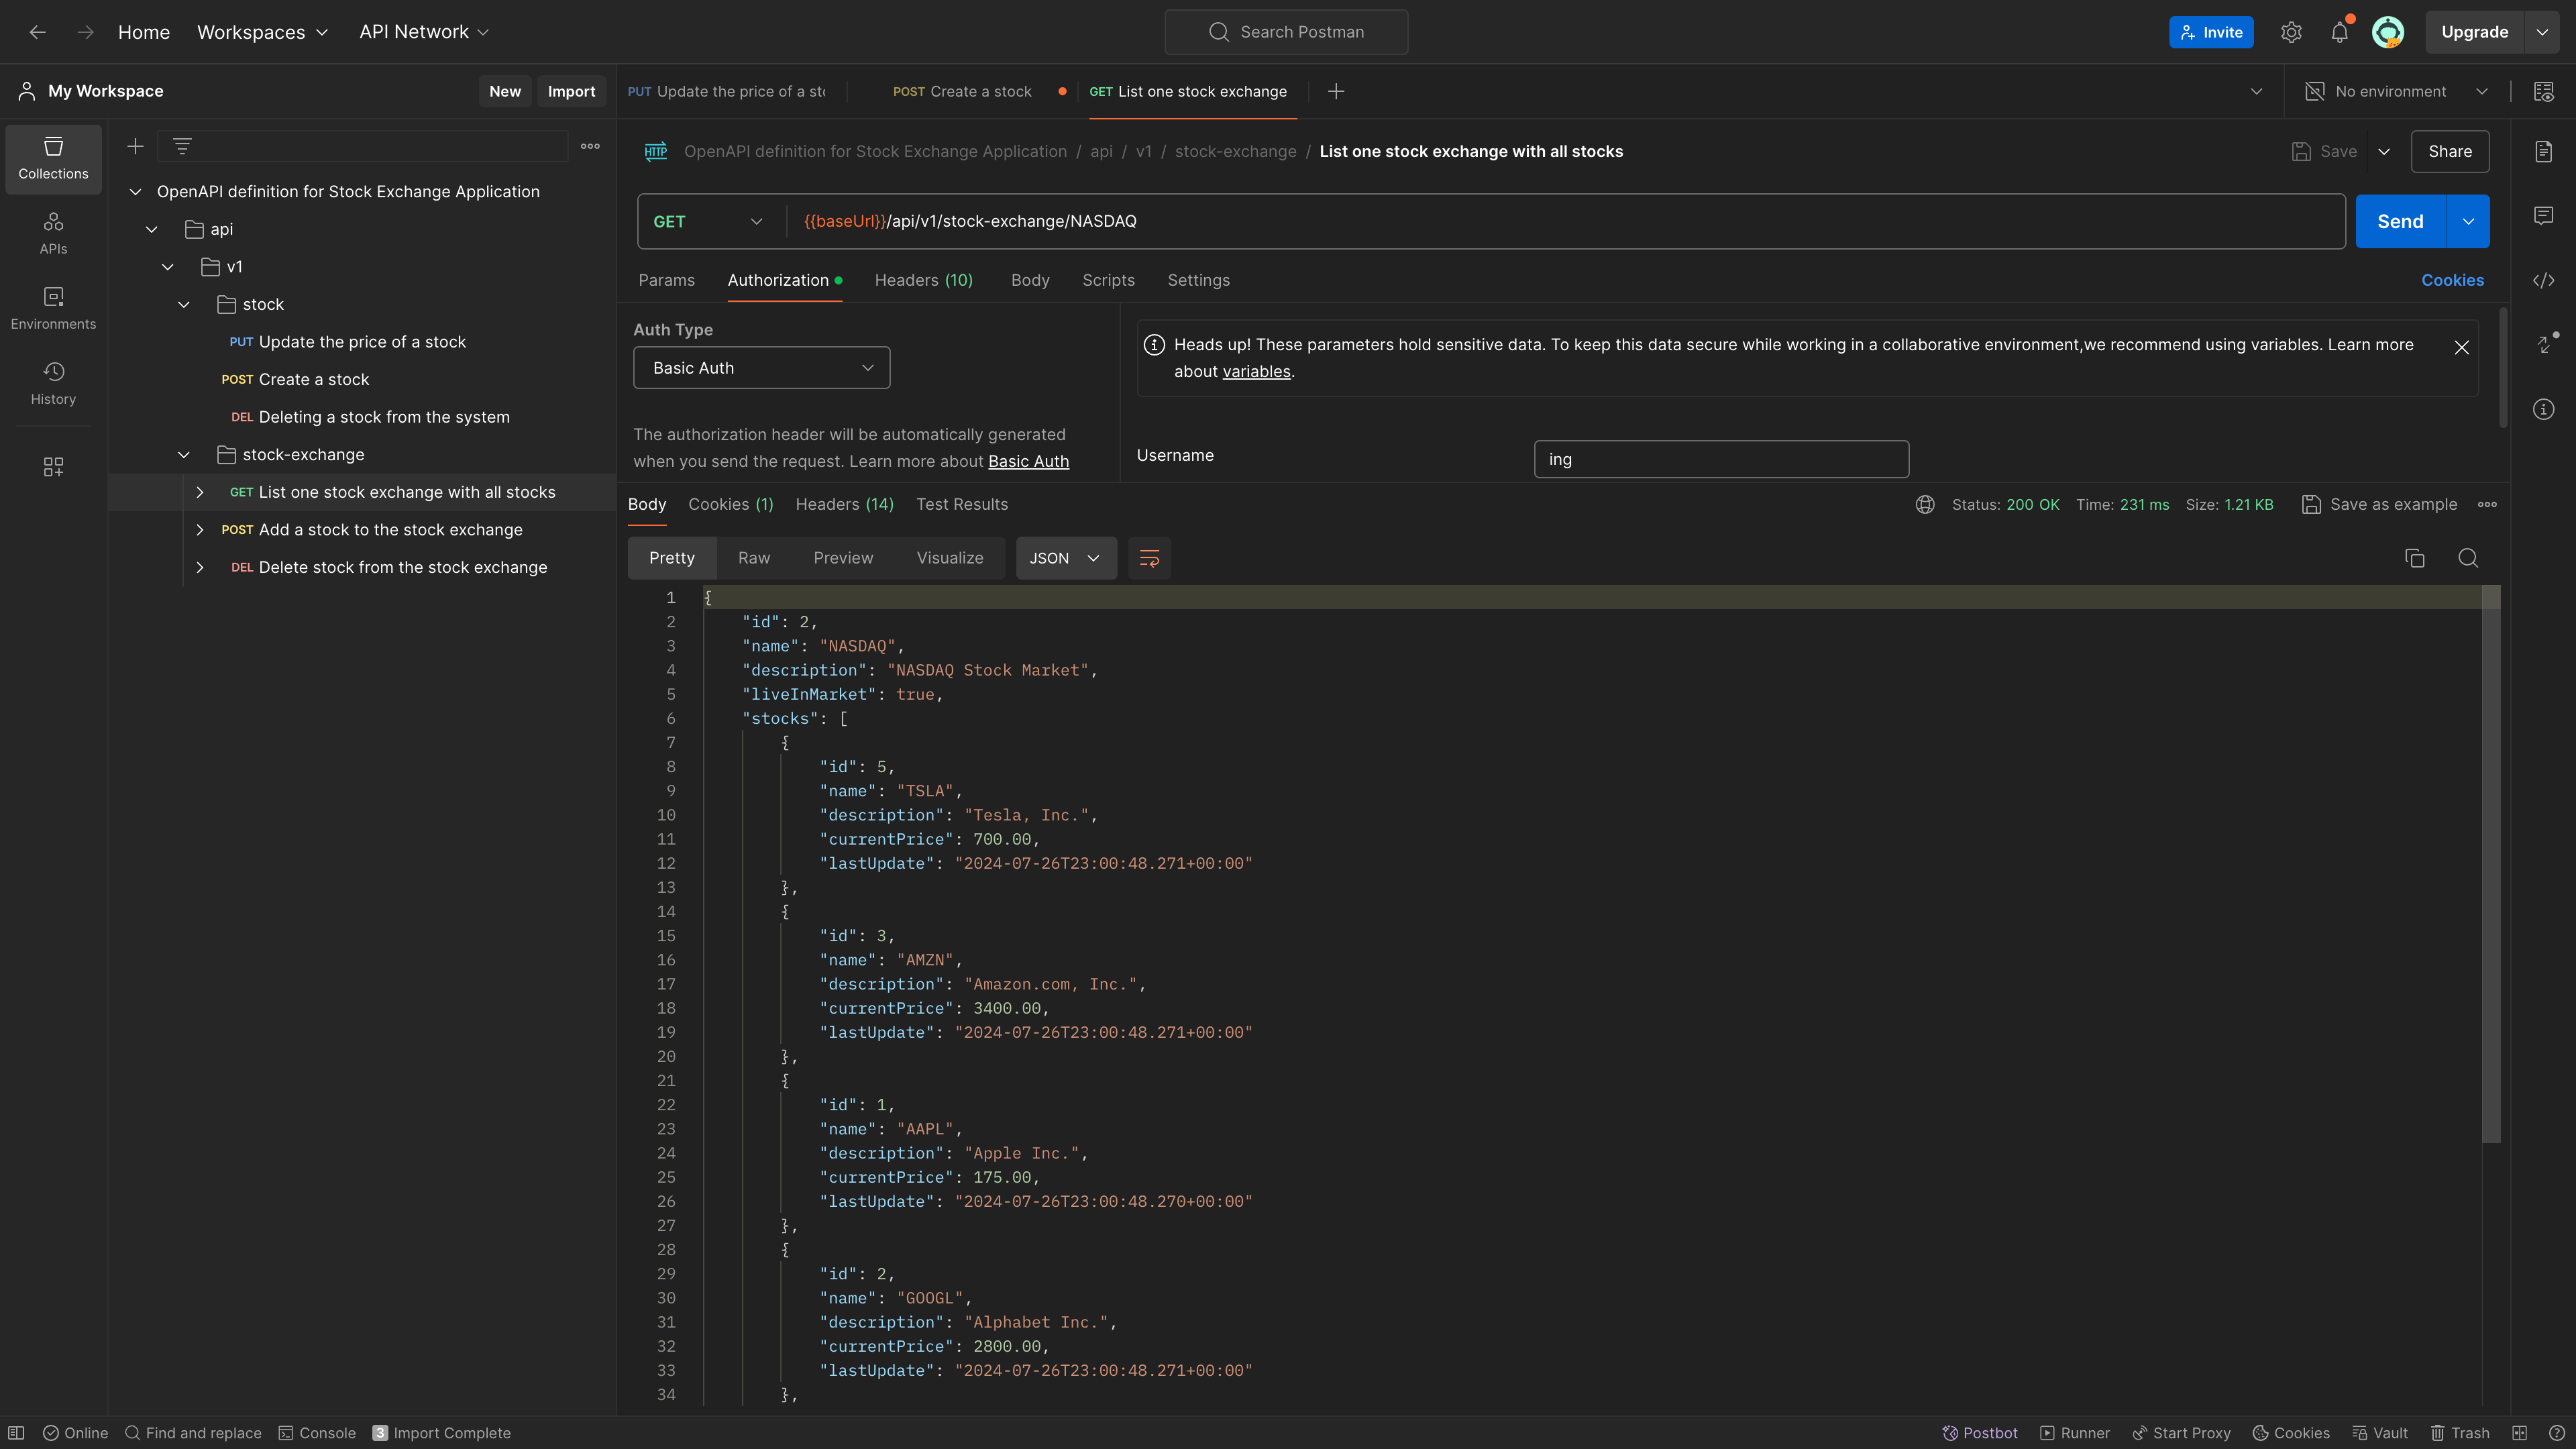 Home Workspaces API Network Search Postman Invite Upgrade
My Workspace New Import PUT Update the price of a sto POST Create a stock GET List one stock exchange No environment
Collections
APIs
Environments
History
OpenAPI definition for Stock Exchange Application
api
v1
stock
PUT Update the price of a stock
POST Create a stock
DEL Deleting a stock from the system
stock-exchange
GET List one stock exchange with all stocks
POST Add a stock to the stock exchange
DEL Delete stock from the stock exchange
HTTP OpenAPI definition for Stock Exchange Application / api / v1 / stock-exchange / List one stock exchange with all stocks Save Share
GET {{baseUrl}}/api/v1/stock-exchange/NASDAQ Send
Params Authorization Headers (10) Body Scripts Settings Cookies
Auth Type
Basic Auth
The authorization header will be automatically generated
when you send the request. Learn more about Basic Auth
Heads up! These parameters hold sensitive data. To keep this data secure while working in a collaborative environment,we recommend using variables. Learn more
about variables.
Username ing
Body Cookies (1) Headers (14) Test Results Status: 200 OK Time: 231 ms Size: 1.21 KB Save as example
Pretty Raw Preview Visualize JSON
1 {
2 "id": 2,
3 "name": "NASDAQ",
4 "description": "NASDAQ Stock Market",
5 "liveInMarket": true,
6 "stocks": [
7 {
8 "id": 5,
9 "name": "TSLA",
10 "description": "Tesla, Inc.",
11 "currentPrice": 700.00,
12 "lastUpdate": "2024-07-26T23:00:48.271+00:00"
13 },
14 {
15 "id": 3,
16 "name": "AMZN",
17 "description": "Amazon.com, Inc.",
18 "currentPrice": 3400.00,
19 "lastUpdate": "2024-07-26T23:00:48.271+00:00"
20 },
21 {
22 "id": 1,
23 "name": "AAPL",
24 "description": "Apple Inc.",
25 "currentPrice": 175.00,
26 "lastUpdate": "2024-07-26T23:00:48.270+00:00"
27 },
28 {
29 "id": 2,
30 "name": "GOOGL",
31 "description": "Alphabet Inc.",
32 "currentPrice": 2800.00,
33 "lastUpdate": "2024-07-26T23:00:48.271+00:00"
34 },
Online Find and replace Console 3 Import Complete Postbot Runner Start Proxy Cookies Vault Trash